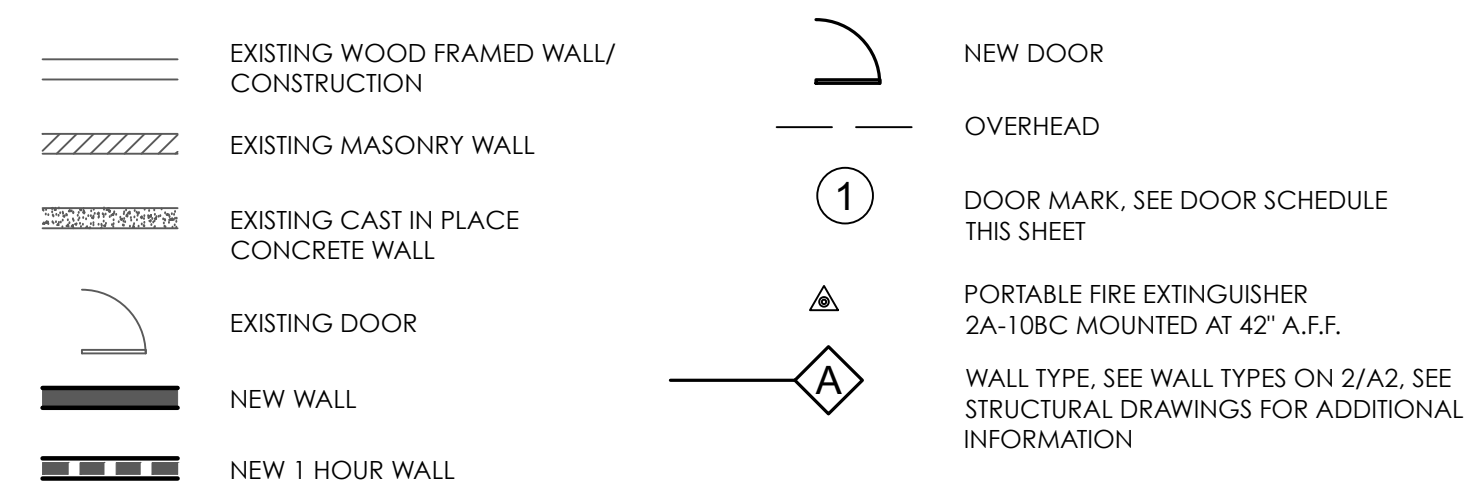 EXISTING WOOD FRAMED WALL/
CONSTRUCTION
EXISTING MASONRY WALL
EXISTING CAST IN PLACE
CONCRETE WALL
EXISTING DOOR
NEW WALL
NEW 1 HOUR WALL
NEW DOOR
OVERHEAD
1
DOOR MARK, SEE DOOR SCHEDULE
THIS SHEET
PORTABLE FIRE EXTINGUISHER
2A-10BC MOUNTED AT 42" A.F.F.
A
WALL TYPE, SEE WALL TYPES ON 2/A2, SEE
STRUCTURAL DRAWINGS FOR ADDITIONAL
INFORMATION